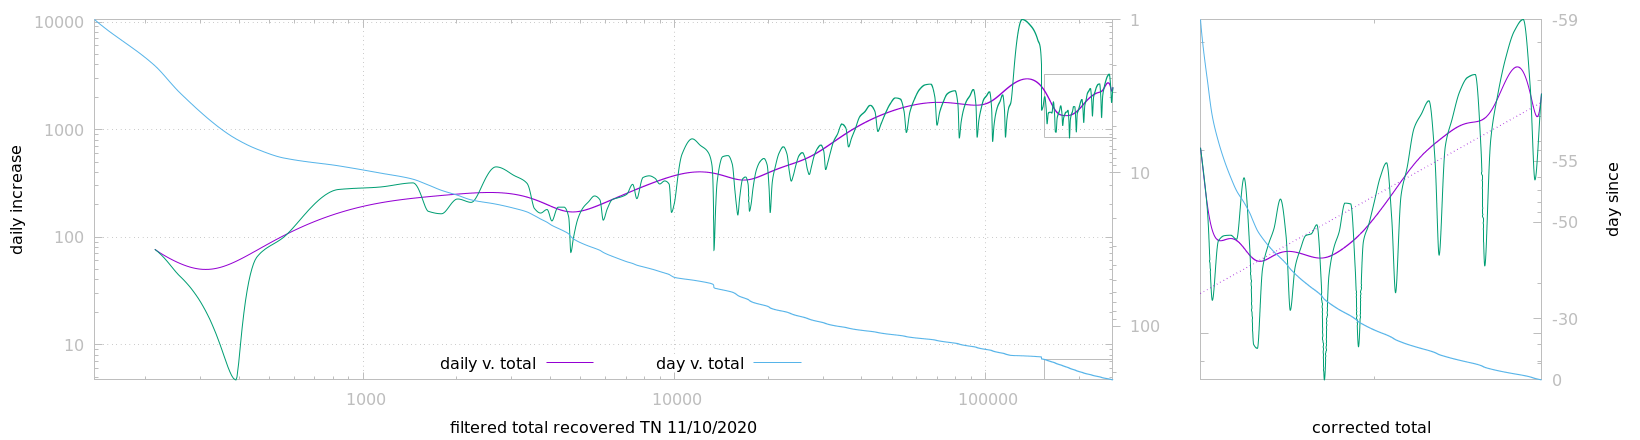 10000
1000
100
10
daily increase
1
10
100
daily v. total
day v. total
1000
10000
100000
filtered total recovered TN 11/10/2020
-59
-55
-50
-30
0
day since
corrected total